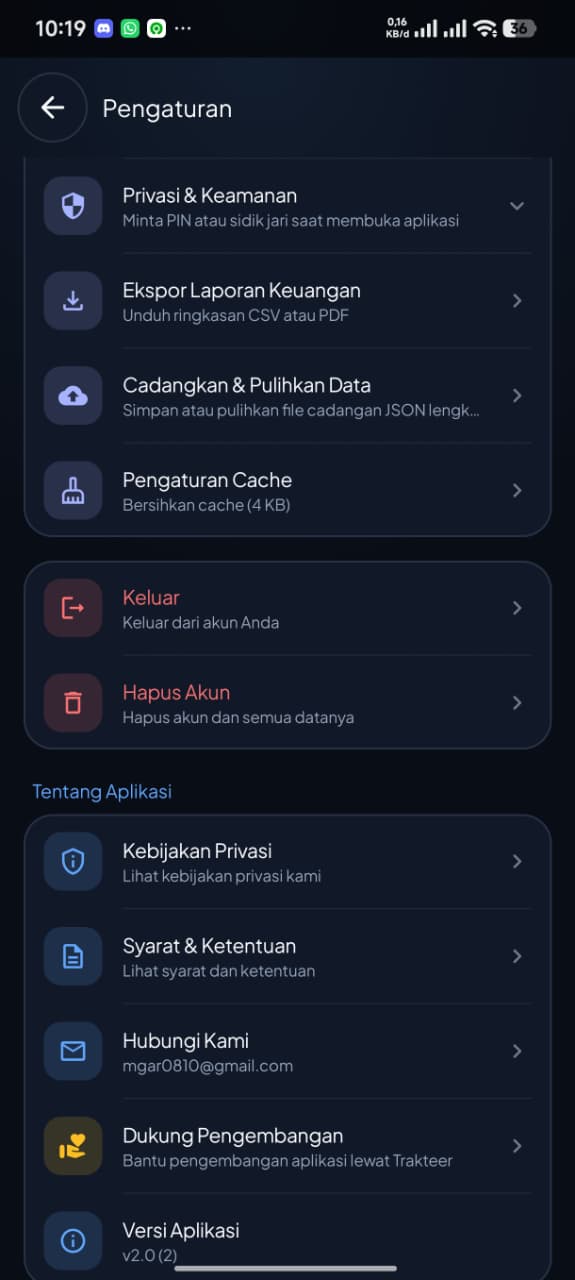 10:19
0,16
KB/d
36
Pengaturan
Privasi & Keamanan
Minta PIN atau sidik jari saat membuka aplikasi
Ekspor Laporan Keuangan
Unduh ringkasan CSV atau PDF
Cadangkan & Pulihkan Data
Simpan atau pulihkan file cadangan JSON lengk...
Pengaturan Cache
Bersihkan cache (4 KB)
Keluar
Keluar dari akun Anda
Hapus Akun
Hapus akun dan semua datanya
Tentang Aplikasi
Kebijakan Privasi
Lihat kebijakan privasi kami
Syarat & Ketentuan
Lihat syarat dan ketentuan
Hubungi Kami
mgar0810@gmail.com
Dukung Pengembangan
Bantu pengembangan aplikasi lewat Trakteer
Versi Aplikasi
v2.0 (2)